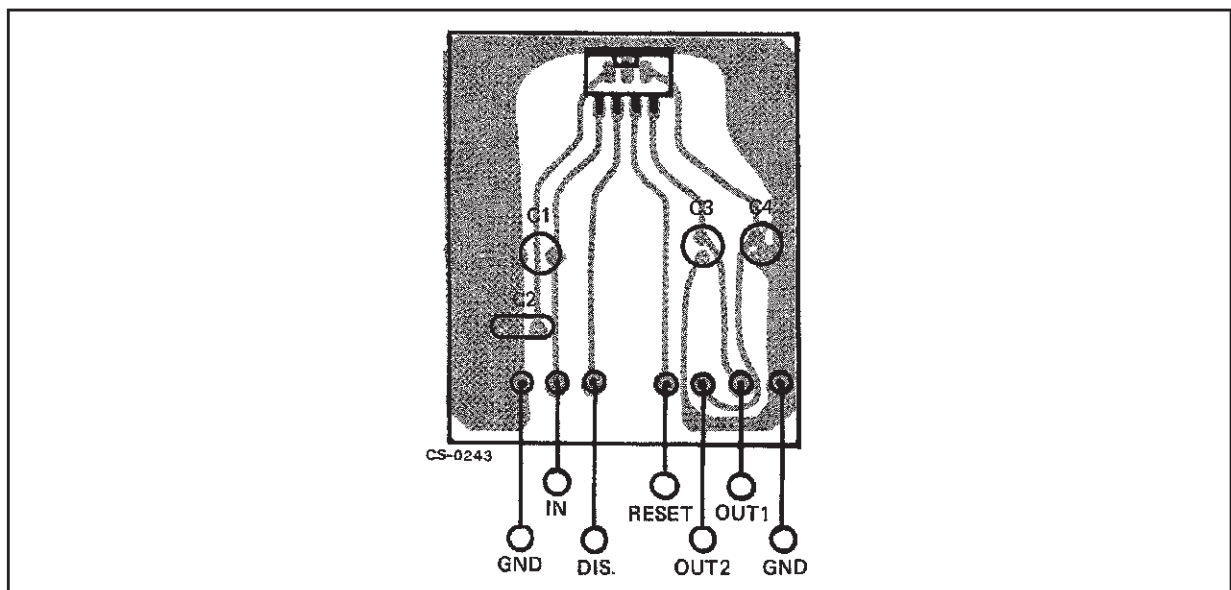 C1
C3
C4
C2
CS-0243
IN
RESET
OUT1
GND
DIS.
OUT2
GND